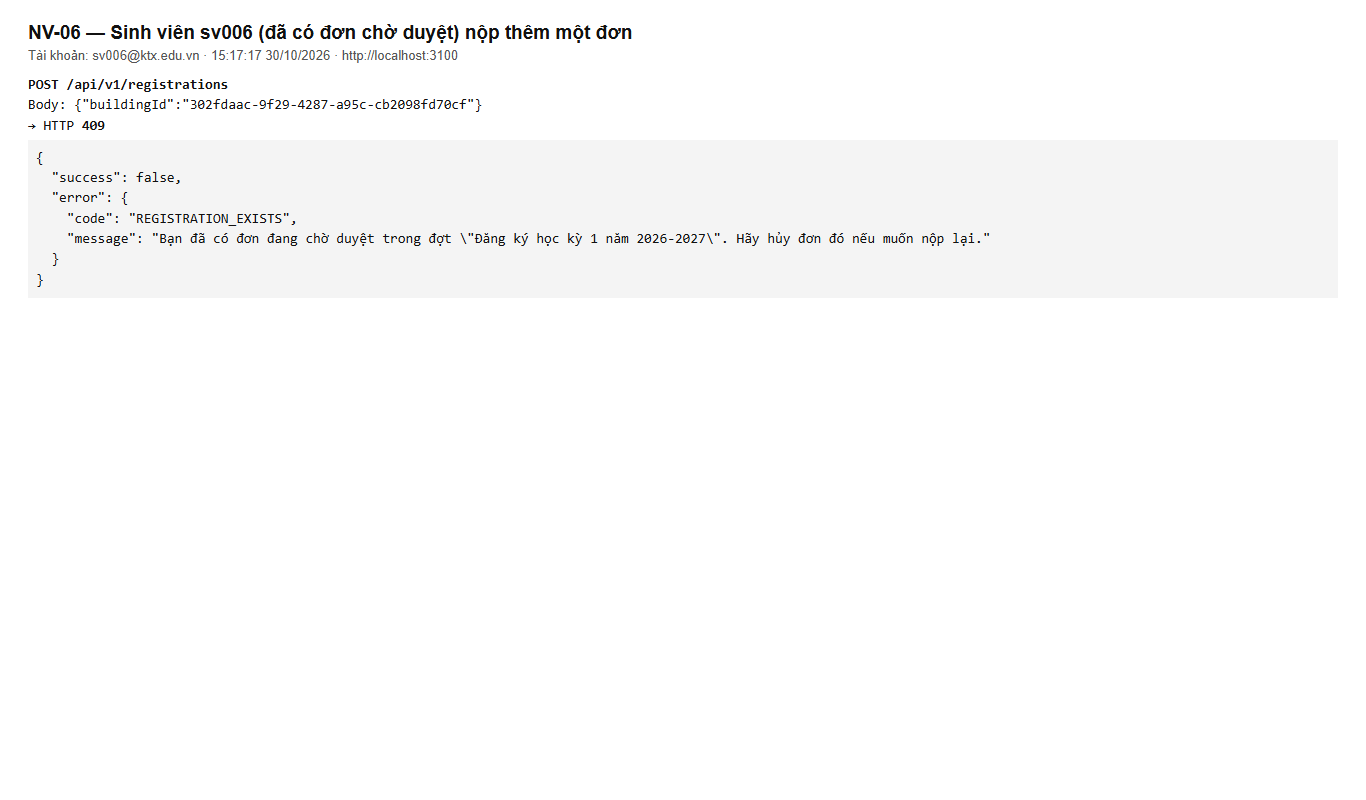 NV-06 — Sinh viên sv006 (đã có đơn chờ duyệt) nộp thêm một đơn
Tài khoản: sv006@ktx.edu.vn · 15:17:17 30/10/2026 · http://localhost:3100
POST /api/v1/registrations
Body: {"buildingId":"302fdaac-9f29-4287-a95c-cb2098fd70cf"}
→ HTTP 409
{
  "success": false,
  "error": {
    "code": "REGISTRATION_EXISTS",
    "message": "Bạn đã có đơn đang chờ duyệt trong đợt \"Đăng ký học kỳ 1 năm 2026-2027\". Hãy hủy đơn đó nếu muốn nộp lại."
  }
}